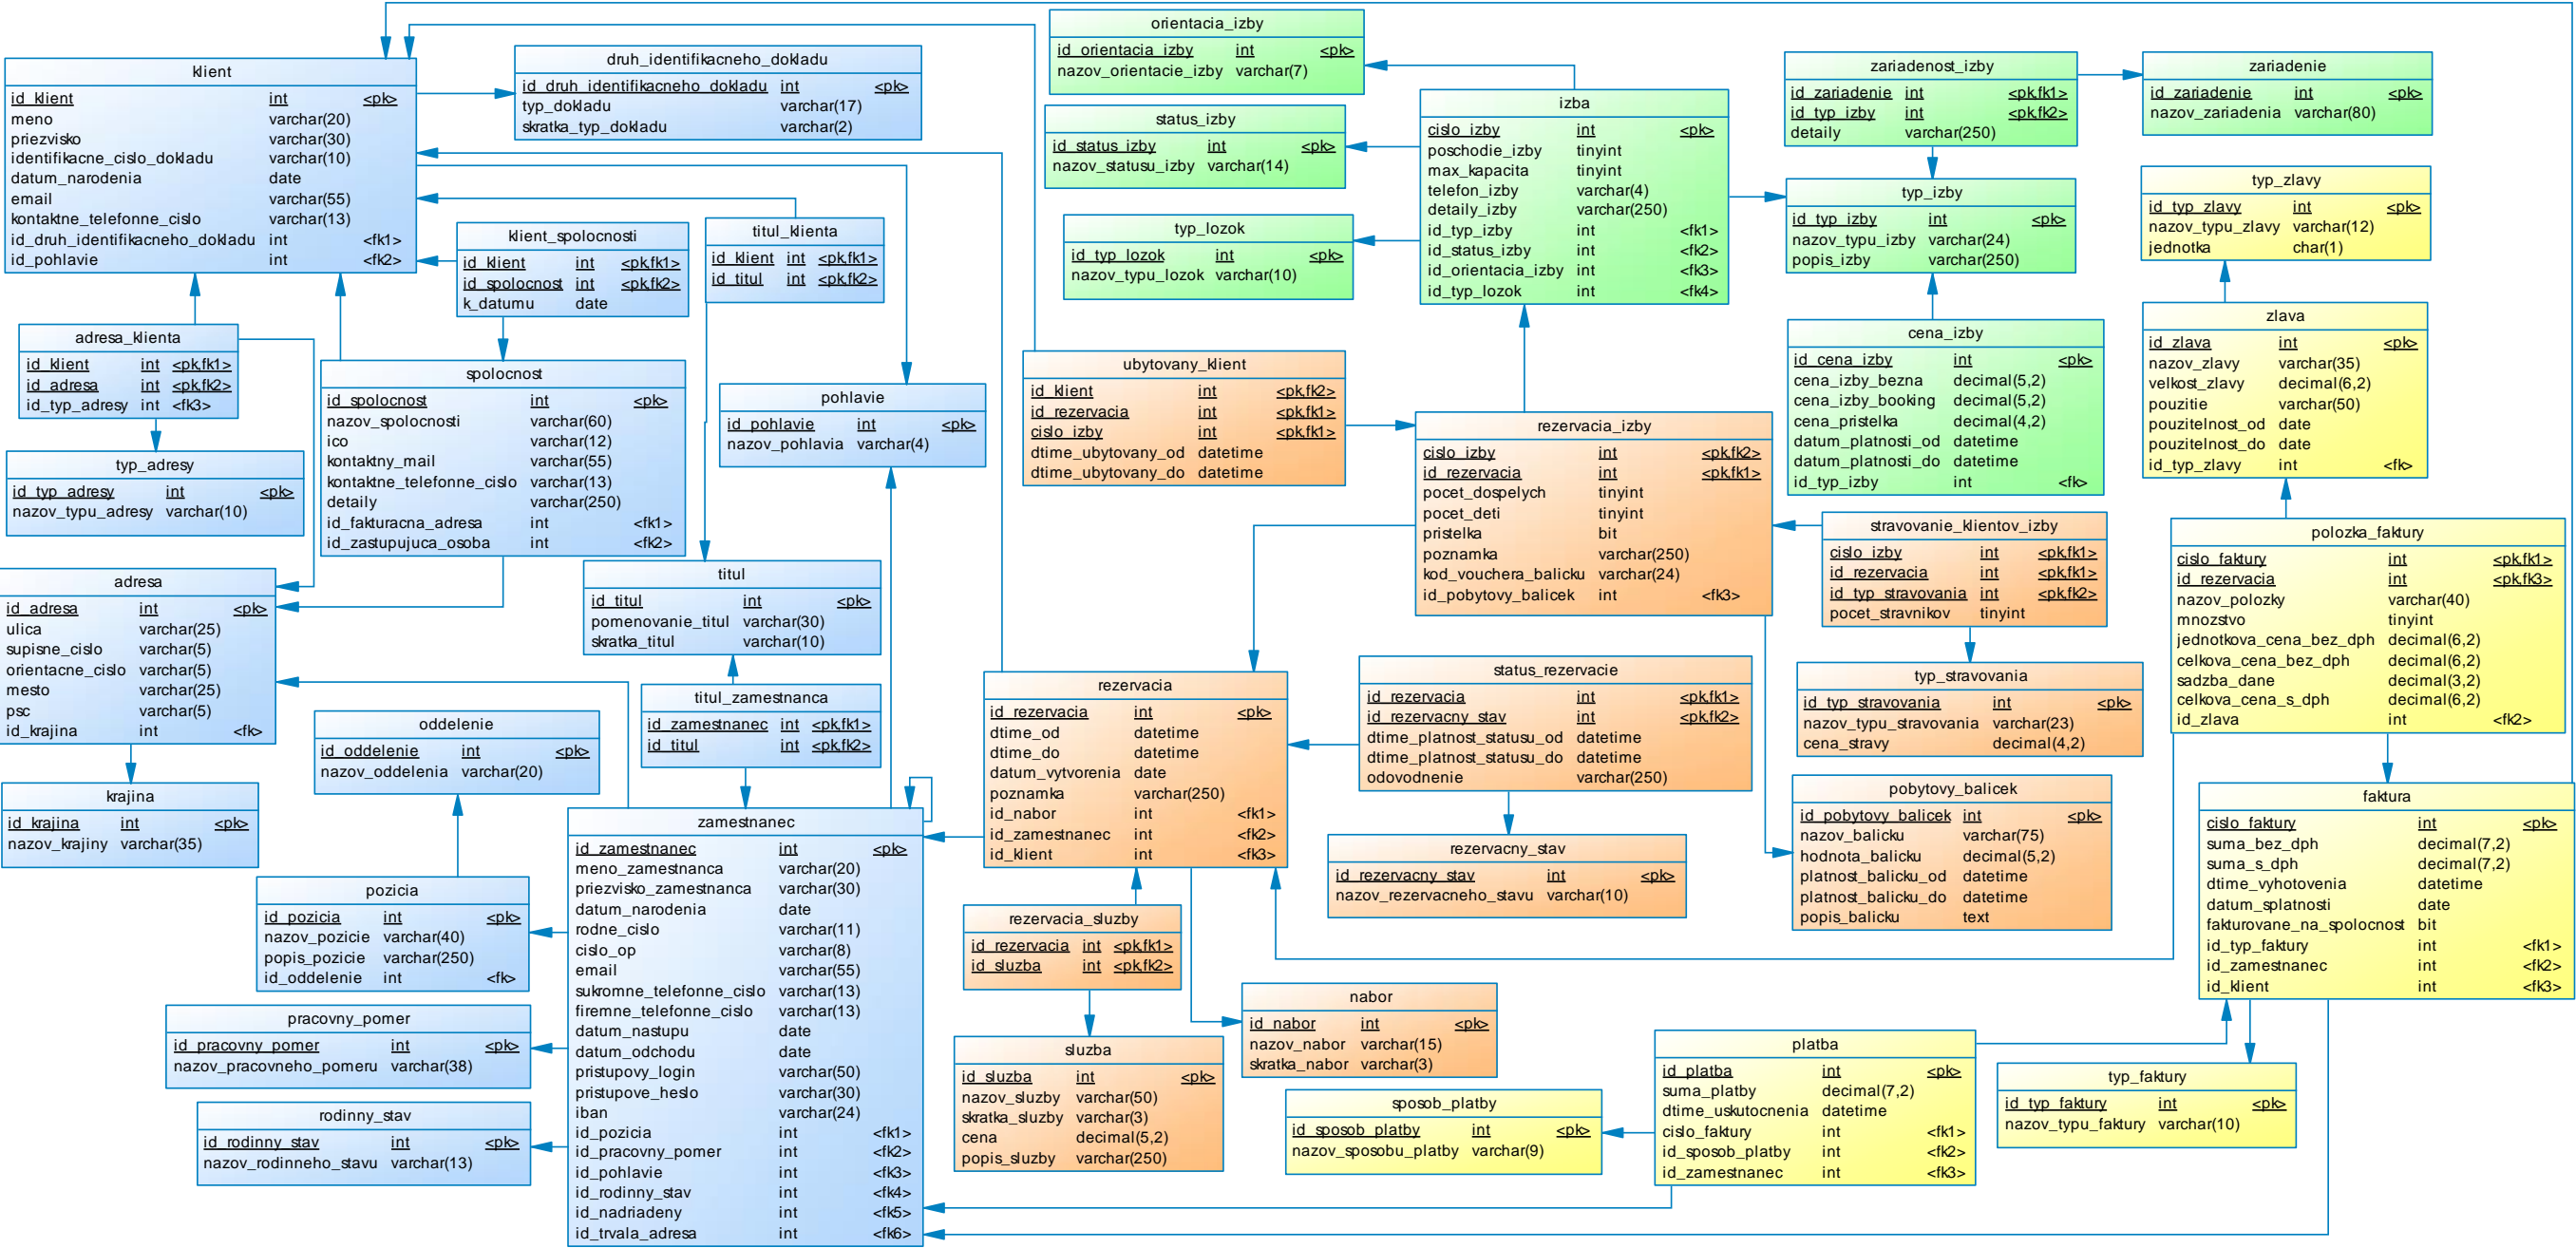 klient
id_klient int <pk>
meno varchar(20)
priezvisko varchar(30)
identifikacne_cislo_dokladu varchar(10)
datum_narodenia date
email varchar(55)
kontaktne_telefonne_cislo varchar(13)
id_druh_identifikacneho_dokladu int <fk1>
id_pohlavie int <fk2>
druh_identifikacneho_dokladu
id_druh_identifikacneho_dokladu int <pk>
typ_dokladu varchar(17)
skratka_typ_dokladu varchar(2)
klient_spolocnosti
id_klient int <pk,fk1>
id_spolocnost int <pk,fk2>
k_datumu date
titul_klienta
id_klient int <pk,fk1>
id_titul int <pk,fk2>
adresa_klienta
id_klient int <pk,fk1>
id_adresa int <pk,fk2>
id_typ_adresy int <fk3>
spolocnost
id_spolocnost int <pk>
nazov_spolocnosti varchar(60)
ico varchar(12)
kontaktny_mail varchar(55)
kontaktne_telefonne_cislo varchar(13)
detaily varchar(250)
id_fakturacna_adresa int <fk1>
id_zastupujuca_osoba int <fk2>
pohlavie
id_pohlavie int <pk>
nazov_pohlavia varchar(4)
typ_adresy
id_typ_adresy int <pk>
nazov_typu_adresy varchar(10)
adresa
id_adresa int <pk>
ulica varchar(25)
supisne_cislo varchar(5)
orientacne_cislo varchar(5)
mesto varchar(25)
psc varchar(5)
id_krajina int <fk>
titul
id_titul int <pk>
pomenovanie_titul varchar(30)
skratka_titul varchar(10)
titul_zamestnanca
id_zamestnanec int <pk,fk1>
id_titul int <pk,fk2>
oddelenie
id_oddelenie int <pk>
nazov_oddelenia varchar(20)
krajina
id_krajina int <pk>
nazov_krajiny varchar(35)
pozicia
id_pozicia int <pk>
nazov_pozicie varchar(40)
popis_pozicie varchar(250)
id_oddelenie int <fk>
pracovny_pomer
id_pracovny_pomer int <pk>
nazov_pracovneho_pomeru varchar(38)
rodinny_stav
id_rodinny_stav int <pk>
nazov_rodinneho_stavu varchar(13)
zamestnanec
id_zamestnanec int <pk>
meno_zamestnanca varchar(20)
priezvisko_zamestnanca varchar(30)
datum_narodenia date
rodne_cislo varchar(11)
cislo_op varchar(8)
email varchar(55)
sukromne_telefonne_cislo varchar(13)
firemne_telefonne_cislo varchar(13)
datum_nastupu date
datum_odchodu date
pristupovy_login varchar(50)
pristupove_heslo varchar(30)
iban varchar(24)
id_pozicia int <fk1>
id_pracovny_pomer int <fk2>
id_pohlavie int <fk3>
id_rodinny_stav int <fk4>
id_nadriadeny int <fk5>
id_trvala_adresa int <fk6>
orientacia_izby
id_orientacia_izby int <pk>
nazov_orientacie_izby varchar(7)
status_izby
id_status_izby int <pk>
nazov_statusu_izby varchar(14)
typ_lozok
id_typ_lozok int <pk>
nazov_typu_lozok varchar(10)
izba
cislo_izby int <pk>
poschodie_izby tinyint
max_kapacita tinyint
telefon_izby varchar(4)
detaily_izby varchar(250)
id_typ_izby int <fk1>
id_status_izby int <fk2>
id_orientacia_izby int <fk3>
id_typ_lozok int <fk4>
zariadenost_izby
id_zariadenie int <pk,fk1>
id_typ_izby int <pk,fk2>
detaily varchar(250)
zariadenie
id_zariadenie int <pk>
nazov_zariadenia varchar(80)
typ_izby
id_typ_izby int <pk>
nazov_typu_izby varchar(24)
popis_izby varchar(250)
cena_izby
id_cena_izby int <pk>
cena_izby_bezna decimal(5,2)
cena_izby_booking decimal(5,2)
cena_pristelka decimal(4,2)
datum_platnosti_od datetime
datum_platnosti_do datetime
id_typ_izby int <fk>
typ_zlavy
id_typ_zlavy int <pk>
nazov_typu_zlavy varchar(12)
jednotka char(1)
zlava
id_zlava int <pk>
nazov_zlavy varchar(35)
velkost_zlavy decimal(6,2)
pouzitie varchar(50)
pouzitelnost_od date
pouzitelnost_do date
id_typ_zlavy int <fk>
ubytovany_klient
id_klient int <pk,fk2>
id_rezervacia int <pk,fk1>
cislo_izby int <pk,fk1>
dtime_ubytovany_od datetime
dtime_ubytovany_do datetime
rezervacia_izby
cislo_izby int <pk,fk2>
id_rezervacia int <pk,fk1>
pocet_dospelych tinyint
pocet_deti tinyint
pristelka bit
poznamka varchar(250)
kod_vouchera_balicku varchar(24)
id_pobytovy_balicek int <fk3>
stravovanie_klientov_izby
cislo_izby int <pk,fk1>
id_rezervacia int <pk,fk1>
id_typ_stravovania int <pk,fk2>
pocet_stravnikov tinyint
typ_stravovania
id_typ_stravovania int <pk>
nazov_typu_stravovania varchar(23)
cena_stravy decimal(4,2)
polozka_faktury
cislo_faktury int <pk,fk1>
id_rezervacia int <pk,fk3>
nazov_polozky varchar(40)
mnozstvo tinyint
jednotkova_cena_bez_dph decimal(6,2)
celkova_cena_bez_dph decimal(6,2)
sadzba_dane decimal(3,2)
celkova_cena_s_dph decimal(6,2)
id_zlava int <fk2>
rezervacia
id_rezervacia int <pk>
dtime_od datetime
dtime_do datetime
datum_vytvorenia date
poznamka varchar(250)
id_nabor int <fk1>
id_zamestnanec int <fk2>
id_klient int <fk3>
status_rezervacie
id_rezervacia int <pk,fk1>
id_rezervacny_stav int <pk,fk2>
dtime_platnost_statusu_od datetime
dtime_platnost_statusu_do datetime
odovodnenie varchar(250)
rezervacny_stav
id_rezervacny_stav int <pk>
nazov_rezervacneho_stavu varchar(10)
pobytovy_balicek
id_pobytovy_balicek int <pk>
nazov_balicku varchar(75)
hodnota_balicku decimal(5,2)
platnost_balicku_od datetime
platnost_balicku_do datetime
popis_balicku text
faktura
cislo_faktury int <pk>
suma_bez_dph decimal(7,2)
suma_s_dph decimal(7,2)
dtime_vyhotovenia datetime
datum_splatnosti date
fakturovane_na_spolocnost bit
id_typ_faktury int <fk1>
id_zamestnanec int <fk2>
id_klient int <fk3>
rezervacia_sluzby
id_rezervacia int <pk,fk1>
id_sluzba int <pk,fk2>
sluzba
id_sluzba int <pk>
nazov_sluzby varchar(50)
skratka_sluzby varchar(3)
cena decimal(5,2)
popis_sluzby varchar(250)
nabor
id_nabor int <pk>
nazov_nabor varchar(15)
skratka_nabor varchar(3)
sposob_platby
id_sposob_platby int <pk>
nazov_sposobu_platby varchar(9)
platba
id_platba int <pk>
suma_platby decimal(7,2)
dtime_uskutocnenia datetime
cislo_faktury int <fk1>
id_sposob_platby int <fk2>
id_zamestnanec int <fk3>
typ_faktury
id_typ_faktury int <pk>
nazov_typu_faktury varchar(10)